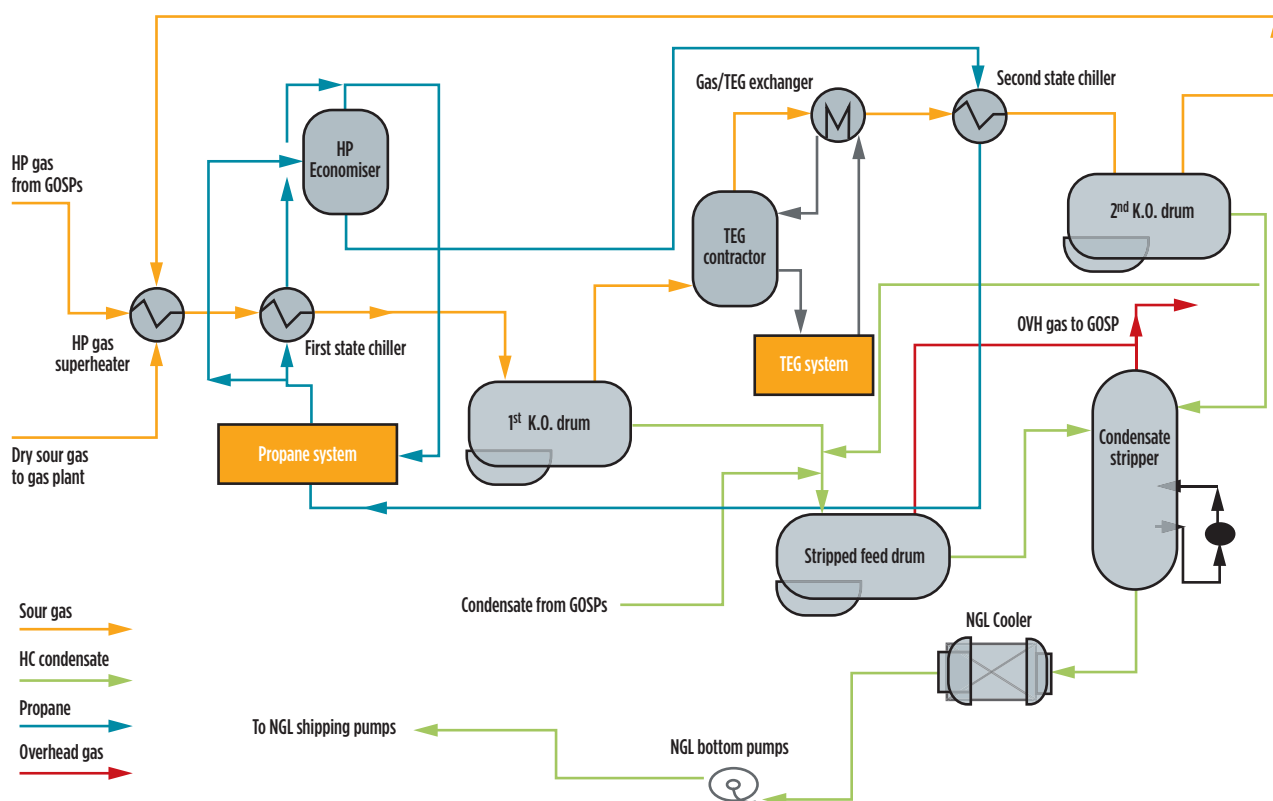 Second state chiller
Gas/TEG exchanger
HP
Economiser
HP gas
from GOSPs
2nd K.O. drum
TEG
contractor
HP gas
superheater
First state chiller
OVH gas to GOSP
TEG system
1st K.O. drum
Dry sour gas
to gas plant
Propane system
Condensate
stripper
Stripped feed drum
Condensate from GOSPs
Sour gas
NGL Cooler
HC condensate
Propane
To NGL shipping pumps
NGL bottom pumps
Overhead gas